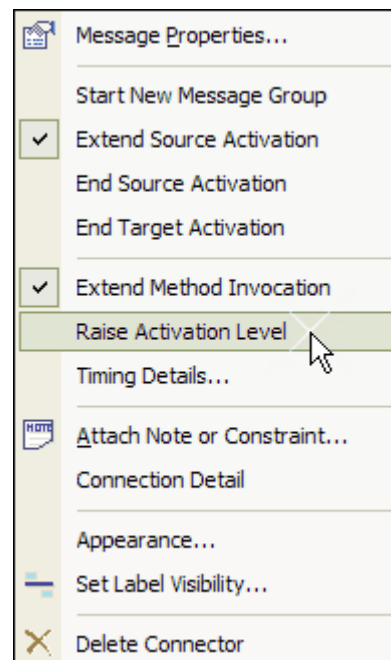 Message Properties...
Start New Message Group
Extend Source Activation
End Source Activation
End Target Activation
Extend Method Invocation
Raise Activation Level
Timing Details...
NOTE
Attach Note or Constraint...
Connection Detail
Appearance...
Set Label Visibility...
Delete Connector